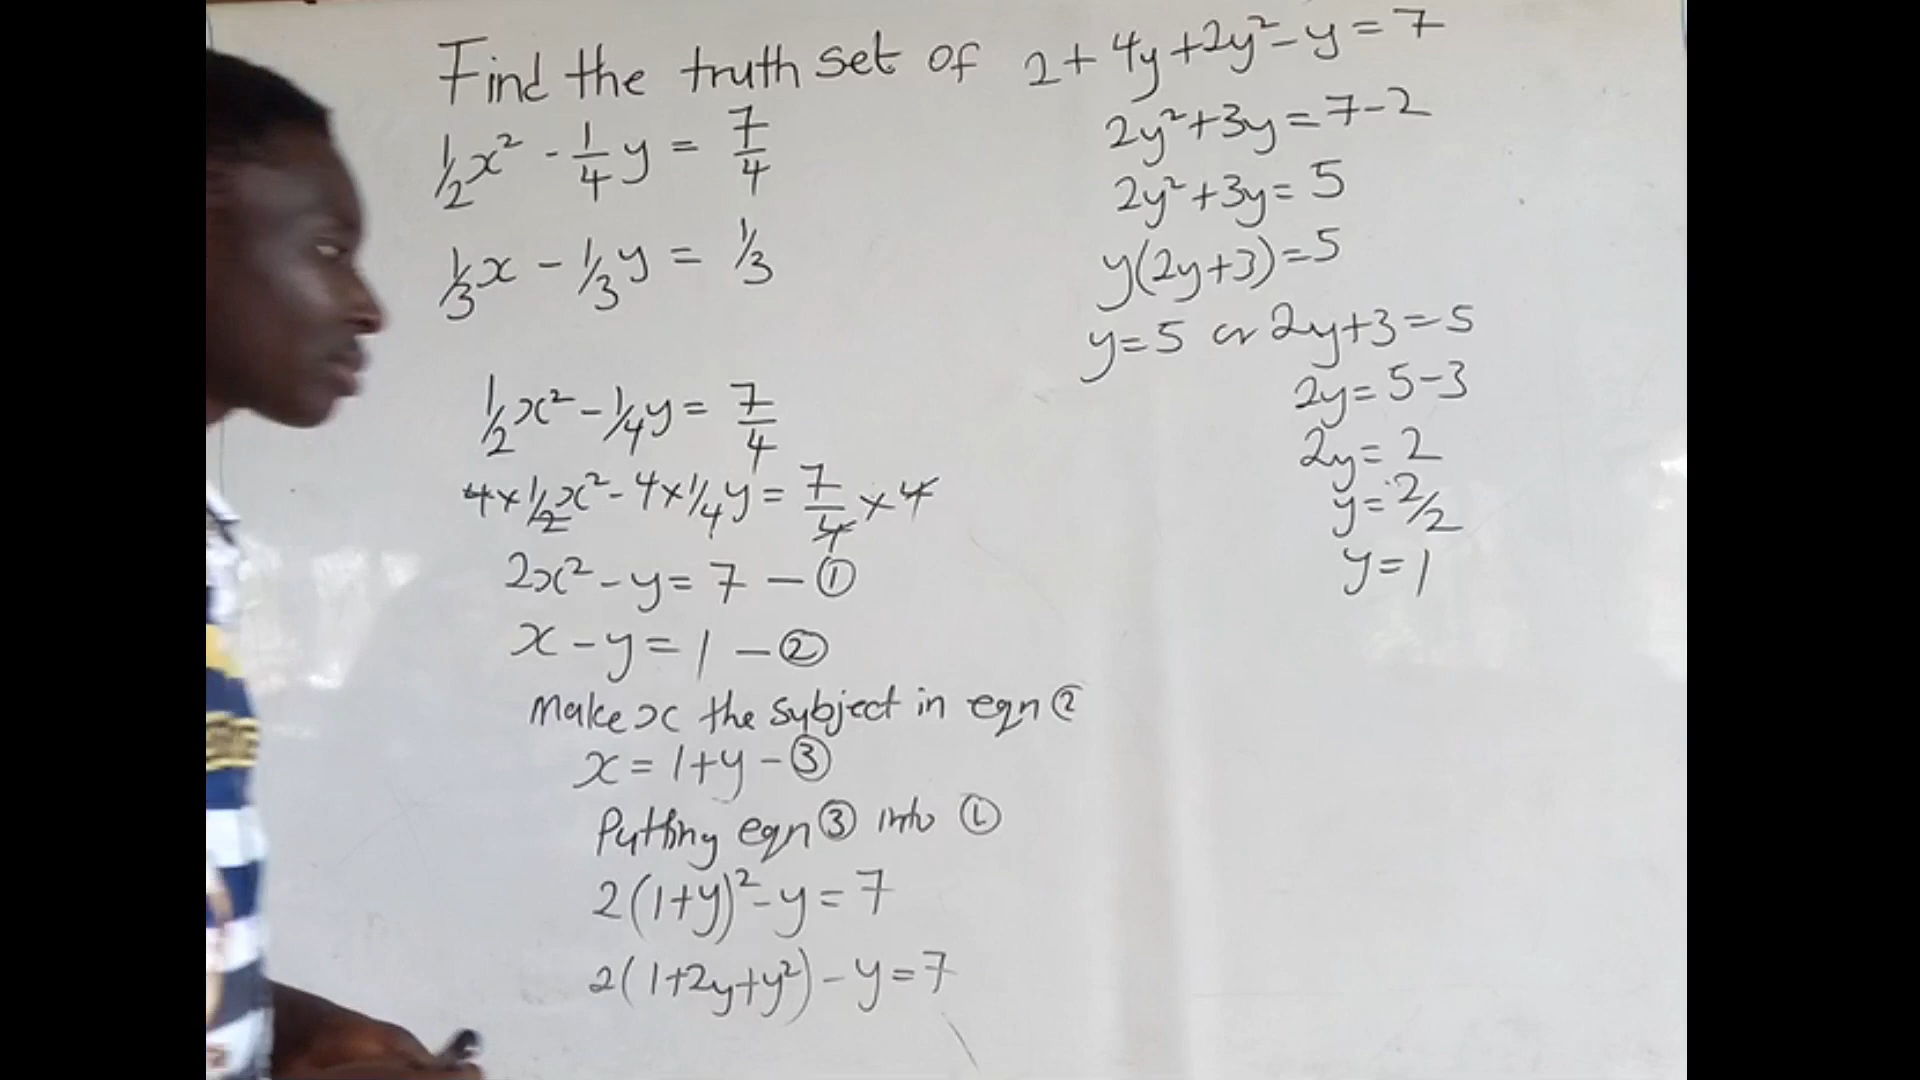 Find the truth set of
½x² - 1/4 y = 7/4
⅓x - ⅓y = ⅓
½x² - ¼y = 7/4
4x½x² - 4x¼y = 7/4 x 4
2x² - y = 7 - ①
x - y = 1 - ②
Make x the subject in eqn ②
x = 1+y - ③
Putting eqn ③ into ①
2(1+y)² - y = 7
2(1+2y+y²) - y = 7
2 + 4y + 2y² - y = 7
2y² + 3y = 7-2
2y² + 3y = 5
y(2y+3) = 5
y = 5 or 2y+3 = 5
2y = 5-3
2y = 2
y = 2/2
y = 1